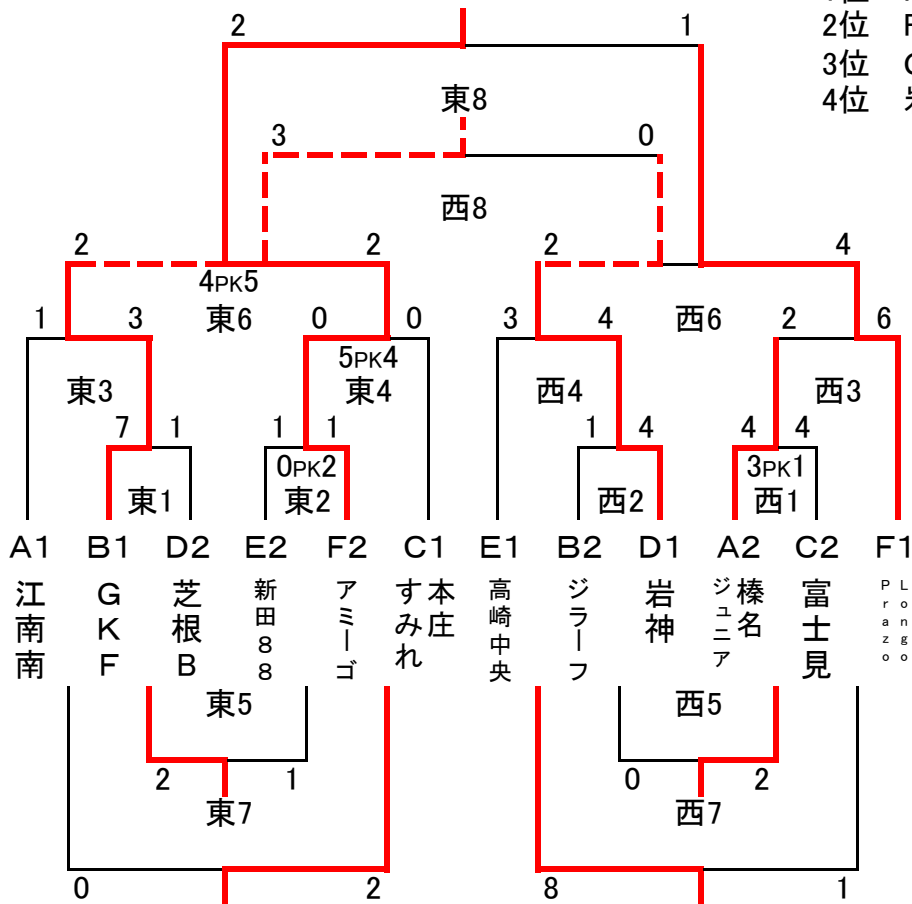 2 1
2位
3位
4位
東8
3 0
西8
2 2 2 4
4PK5
東6 西6
1 3 0 0 3 4 2 6
5PK4
東3 東4 西4 西3
7 1 1 1 1 4 4 4
0PK2 3PK1
東1 東2 西2 西1
A1 B1 D2 E2 F2 C1 E1 B2 D1 A2 C2 F1
江南南
GKF
芝根B
新田88
アミーゴ
本庄
すみれ
高崎中央
ジラーフ
岩神
榛名
ジュニア
富士見
Longo
Prazo
東5 西5
2 1 0 2
東7 西7
0 2 8 1